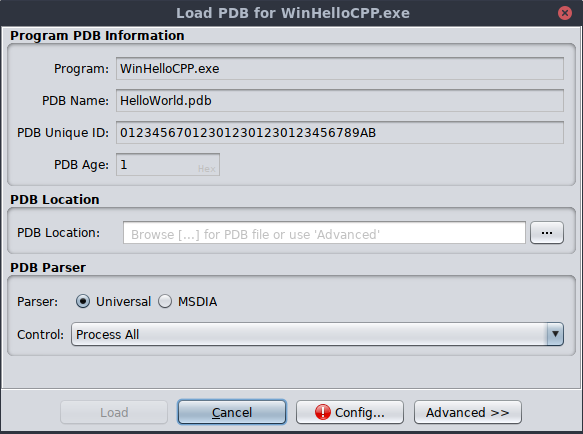 Load PDB for WinHelloCPP.exe
Program PDB Information
Program: WinHelloCPP.exe
PDB Name: HelloWorld.pdb
PDB Unique ID: 012345670123012301230123456789AB
PDB Age: 1 Hex
PDB Location
PDB Location: Browse [...] for PDB file or use 'Advanced' ...
PDB Parser
Parser: Universal MSDIA
Control: Process All
Load Cancel Config... Advanced >>